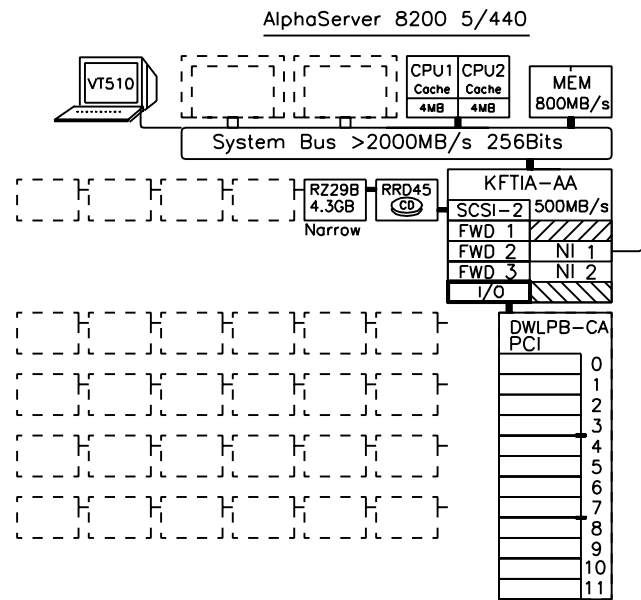 AlphaServer 8200 5/440
VT510
CPU1 CPU2
Cache Cache
4MB 4MB
MEM
800MB/s
System Bus >2000MB/s 256Bits
RZ29B
4.3GB
Narrow
RRD45
CD
KFTIA-AA
SCSI-2 500MB/s
FWD 1
FWD 2 NI 1
FWD 3 NI 2
I/O
DWLPB-CA
PCI
0
1
2
3
4
5
6
7
8
9
10
11